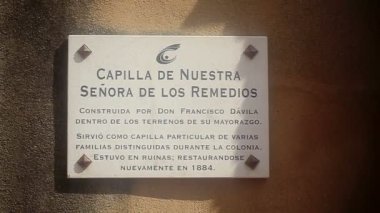 CAPILLA DE NUESTRA
SEÑORA DE LOS REMEDIOS
CONSTRUIDA POR DON FRANCISCO DÁVILA
DENTRO DE LOS TERRENOS DE SU MAYORAZGO.
SIRVIÓ COMO CAPILLA PARTICULAR DE VARIAS
FAMILIAS DISTINGUIDAS DURANTE LA COLONIA.
ESTUVO EN RUINAS; RESTAURANDOSE
NUEVAMENTE EN 1884.